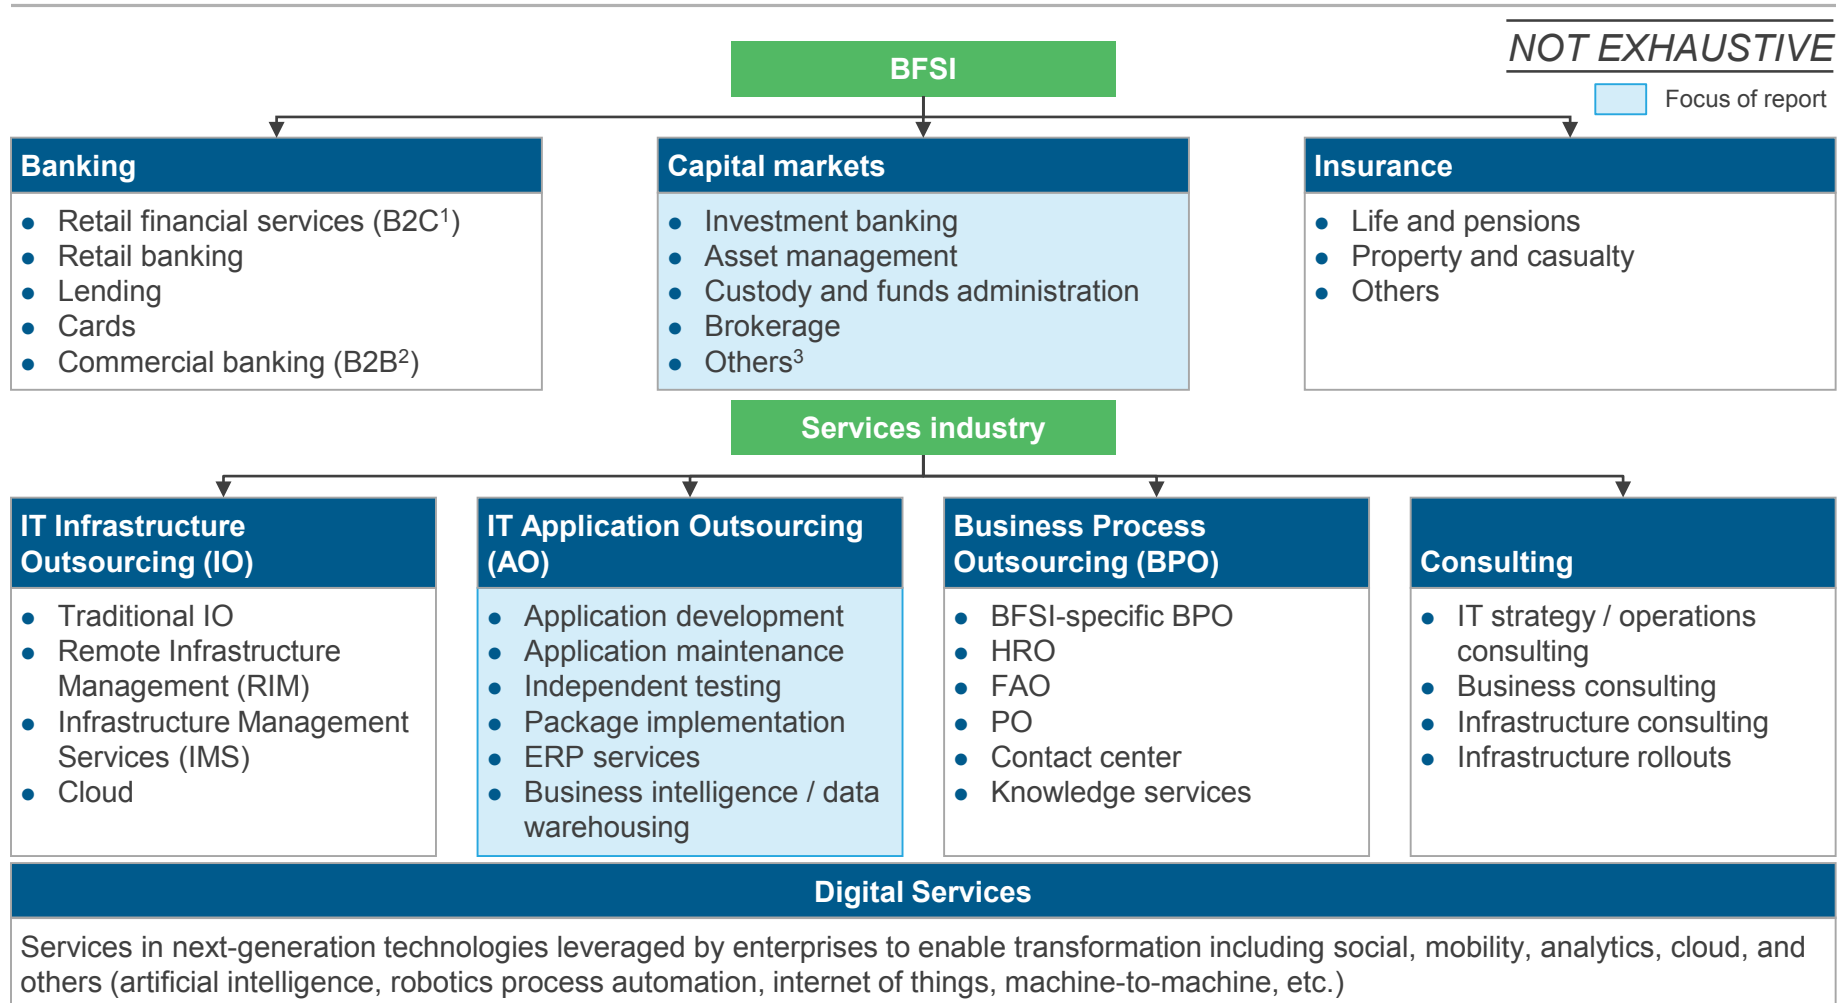 NOT EXHAUSTIVE
Focus of report
BFSI
Banking
● Retail financial services (B2C¹)
● Retail banking
● Lending
● Cards
● Commercial banking (B2B²)
Capital markets
● Investment banking
● Asset management
● Custody and funds administration
● Brokerage
● Others³
Insurance
● Life and pensions
● Property and casualty
● Others
Services industry
IT Infrastructure
Outsourcing (IO)
● Traditional IO
● Remote Infrastructure
Management (RIM)
● Infrastructure Management
Services (IMS)
● Cloud
IT Application Outsourcing
(AO)
● Application development
● Application maintenance
● Independent testing
● Package implementation
● ERP services
● Business intelligence / data
warehousing
Business Process
Outsourcing (BPO)
● BFSI-specific BPO
● HRO
● FAO
● PO
● Contact center
● Knowledge services
Consulting
● IT strategy / operations
consulting
● Business consulting
● Infrastructure consulting
● Infrastructure rollouts
Digital Services
Services in next-generation technologies leveraged by enterprises to enable transformation including social, mobility, analytics, cloud, and
others (artificial intelligence, robotics process automation, internet of things, machine-to-machine, etc.)